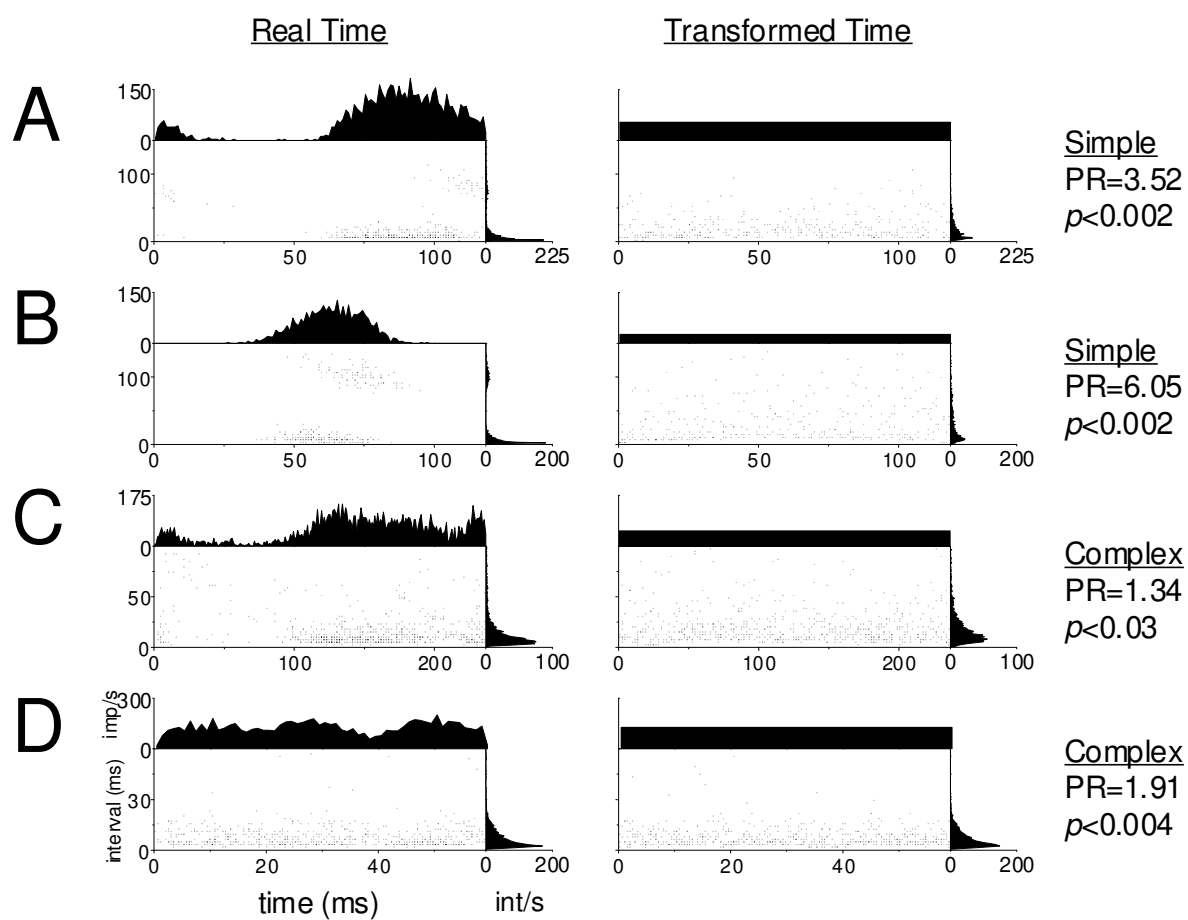 Real Time Transformed Time
A
150
0
100
0
0 50 100 0 225
0 50 100 0 225
Simple
PR=3.52
p<0.002
B
150
0
100
0
0 50 100 0 200
0 50 100 0 200
Simple
PR=6.05
p<0.002
C
175
0
50
0
0 100 200 0 100
0 100 200 0 100
Complex
PR=1.34
p<0.03
D
300
imp/s
0
30
interval (ms)
0
0 20 40 0 200
0 20 40 0 200
Complex
PR=1.91
p<0.004
time (ms) int/s